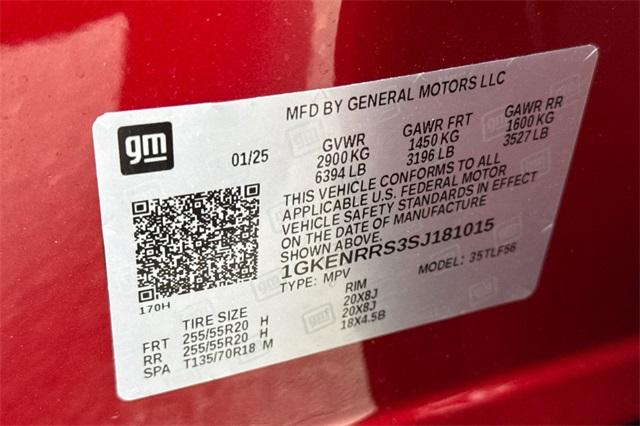 MFD BY GENERAL MOTORS LLC
gm
01/25
GVWR GAWR FRT GAWR RR
2900 KG 1450 KG 1600 KG
6394 LB 3196 LB 3527 LB
THIS VEHICLE CONFORMS TO ALL
APPLICABLE U.S. FEDERAL MOTOR
VEHICLE SAFETY STANDARDS IN EFFECT
ON THE DATE OF MANUFACTURE
SHOWN ABOVE.
1GKENRRS3SJ181015
TYPE: MPV MODEL: 35TLF56
170H
TIRE SIZE RIM
FRT 255/55R20 H 20X8J
RR 255/55R20 H 20X8J
SPA T135/70R18 M 18X4.5B